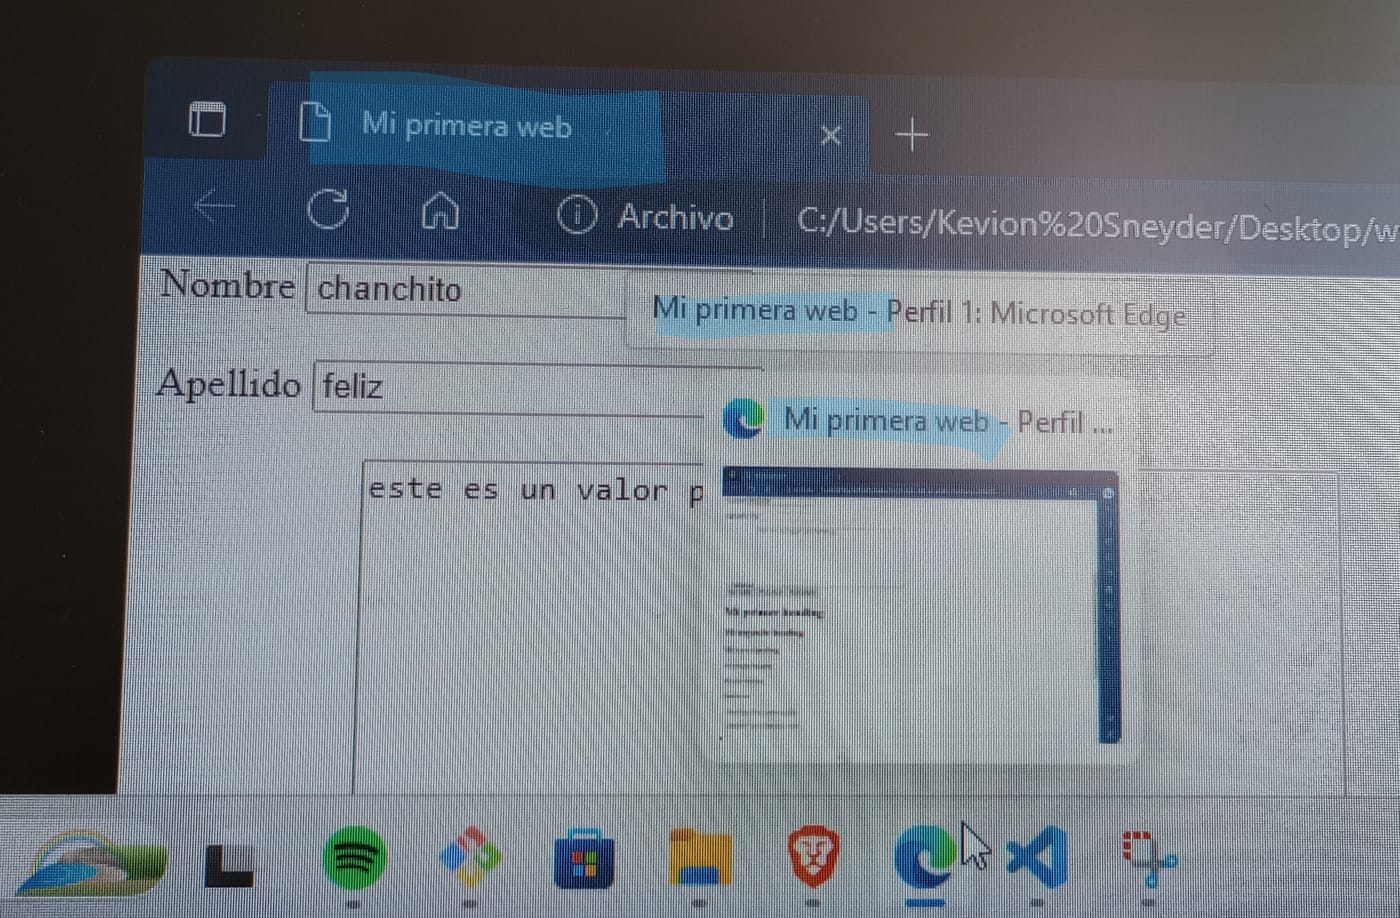 Mi primera web
Archivo C:/Users/Kevion%20Sneyder/Desktop/w
Nombre chanchito
Mi primera web - Perfil 1: Microsoft Edge
Apellido feliz
Mi primera web - Perfil ...
este es un valor p
Mi primer heading